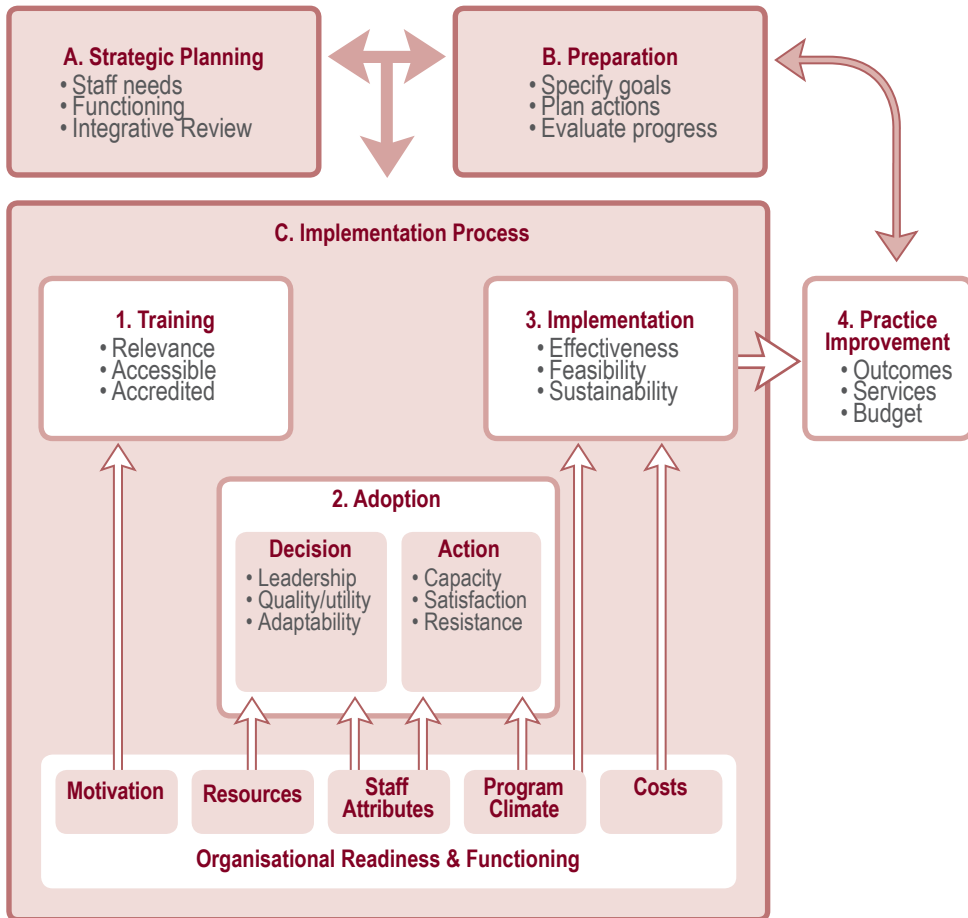 A. Strategic Planning
• Staff needs
• Functioning
• Integrative Review
B. Preparation
• Specify goals
• Plan actions
• Evaluate progress
C. Implementation Process
1. Training
• Relevance
• Accessible
• Accredited
3. Implementation
• Effectiveness
• Feasibility
• Sustainability
4. Practice
Improvement
• Outcomes
• Services
• Budget
2. Adoption
Decision
• Leadership
• Quality/utility
• Adaptability
Action
• Capacity
• Satisfaction
• Resistance
Motivation
Resources
Staff
Attributes
Program
Climate
Costs
Organisational Readiness & Functioning